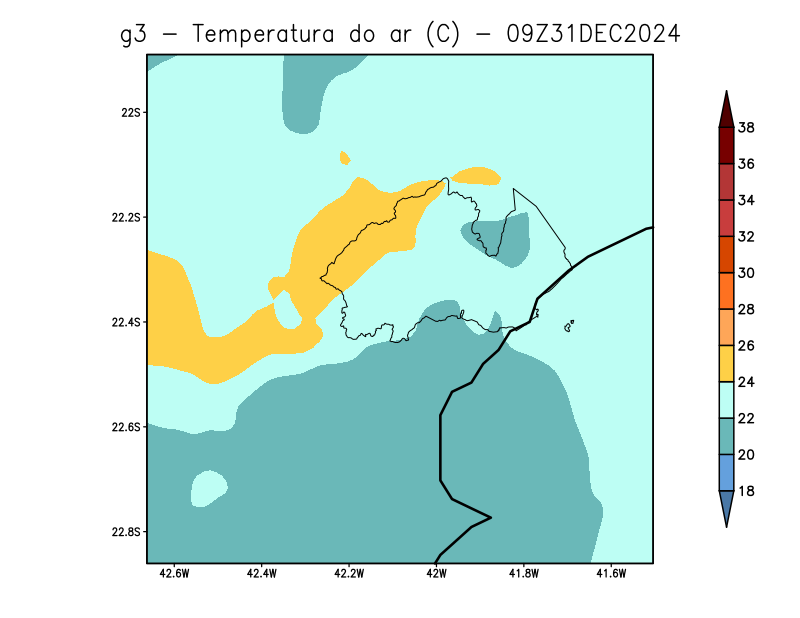 g3 - Temperatura do ar (C) - 09Z31DEC2024
22S
22.2S
22.4S
22.6S
22.8S
42.6W
42.4W
42.2W
42W
41.8W
41.6W
38
36
34
32
30
28
26
24
22
20
18